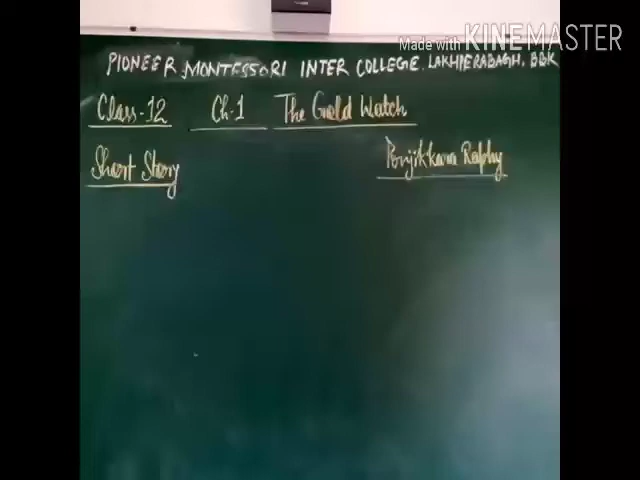 Made with KINEMASTER
PIONEER MONTESSORI INTER COLLEGE. LAKHPERABAGH, BBK
Class-12 Ch.1 The Gold Watch
Short Story Ponjikkara Raphy